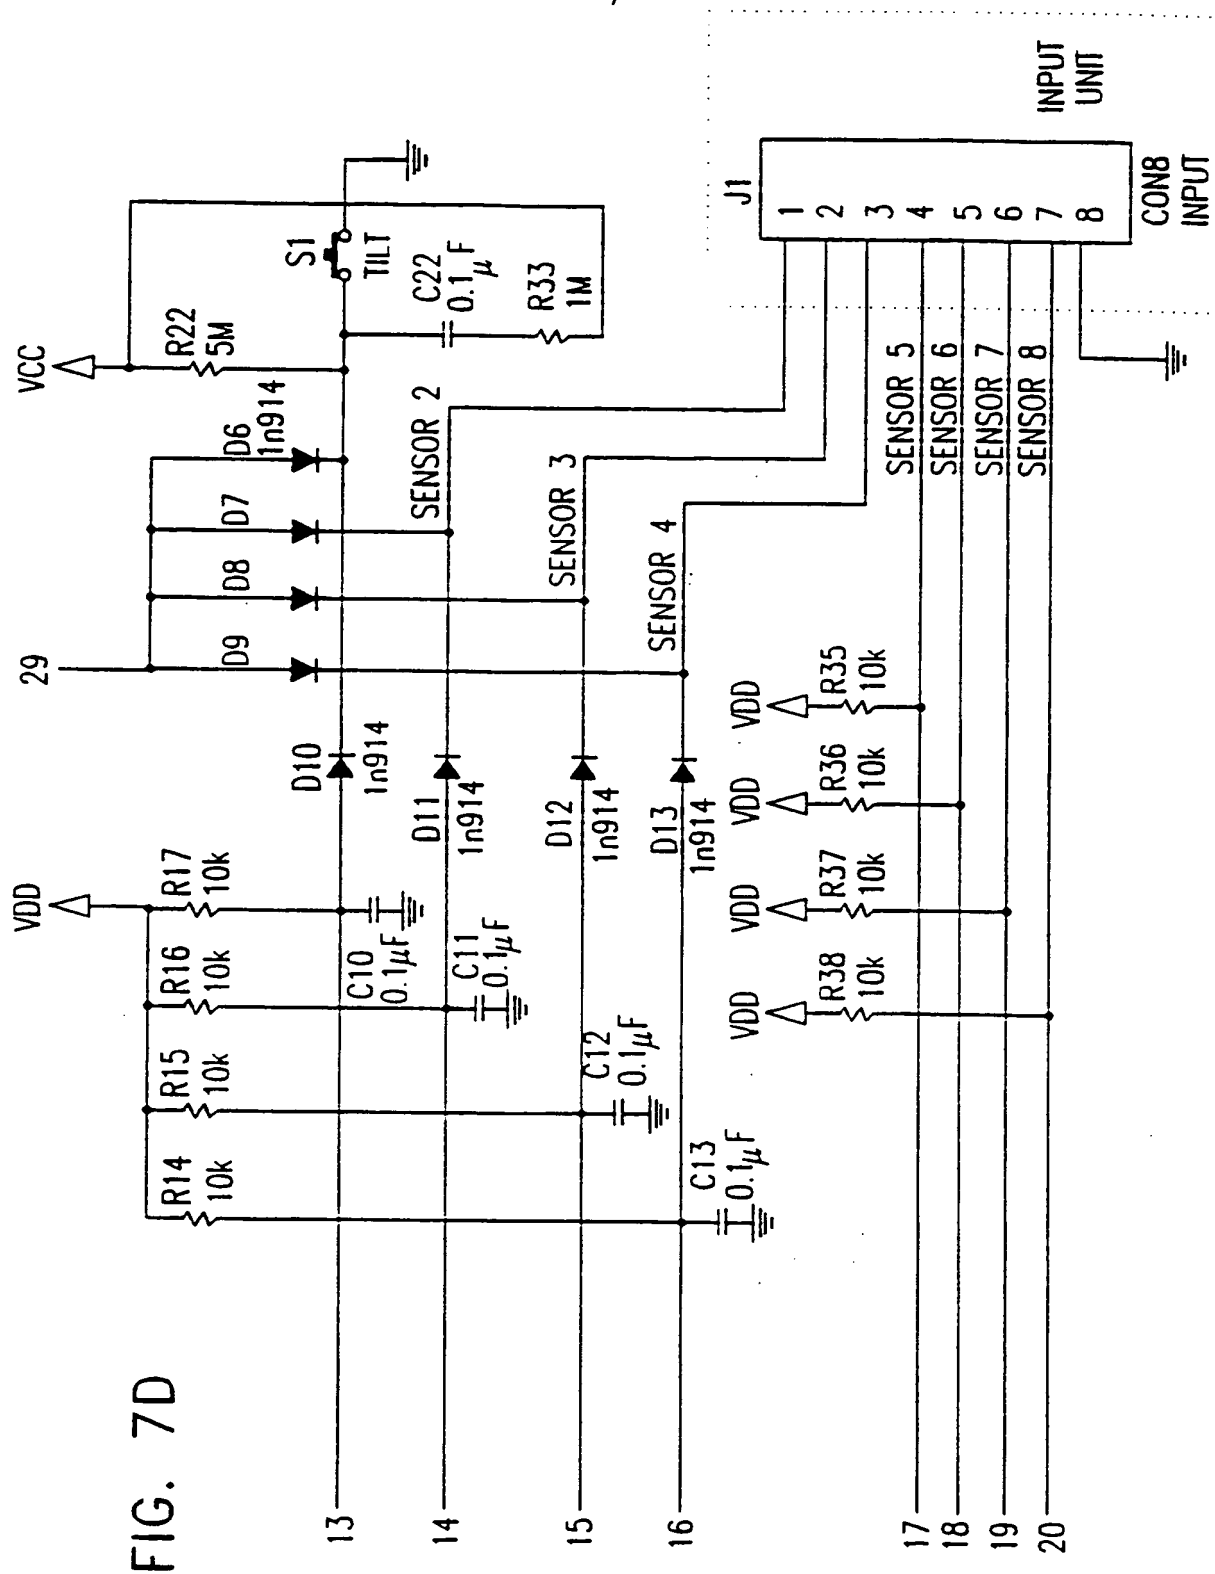 FIG. 7D
29
VDD
VCC
R14
10k
R15
10k
R16
10k
R17
10k
D9
D8
D7
D6
1n914
R22
5M
S1
TILT
13
14
15
16
C10
0.1µF
C11
0.1µF
C12
0.1µF
C13
0.1µF
D10
1n914
D11
1n914
D12
1n914
D13
1n914
SENSOR 2
SENSOR 3
SENSOR 4
C22
0.1µF
R33
1M
VDD
R38
10k
VDD
R37
10k
VDD
R36
10k
VDD
R35
10k
17
18
19
20
SENSOR 5
SENSOR 6
SENSOR 7
SENSOR 8
J1
1
2
3
4
5
6
7
8
CON8
INPUT
INPUT
UNIT